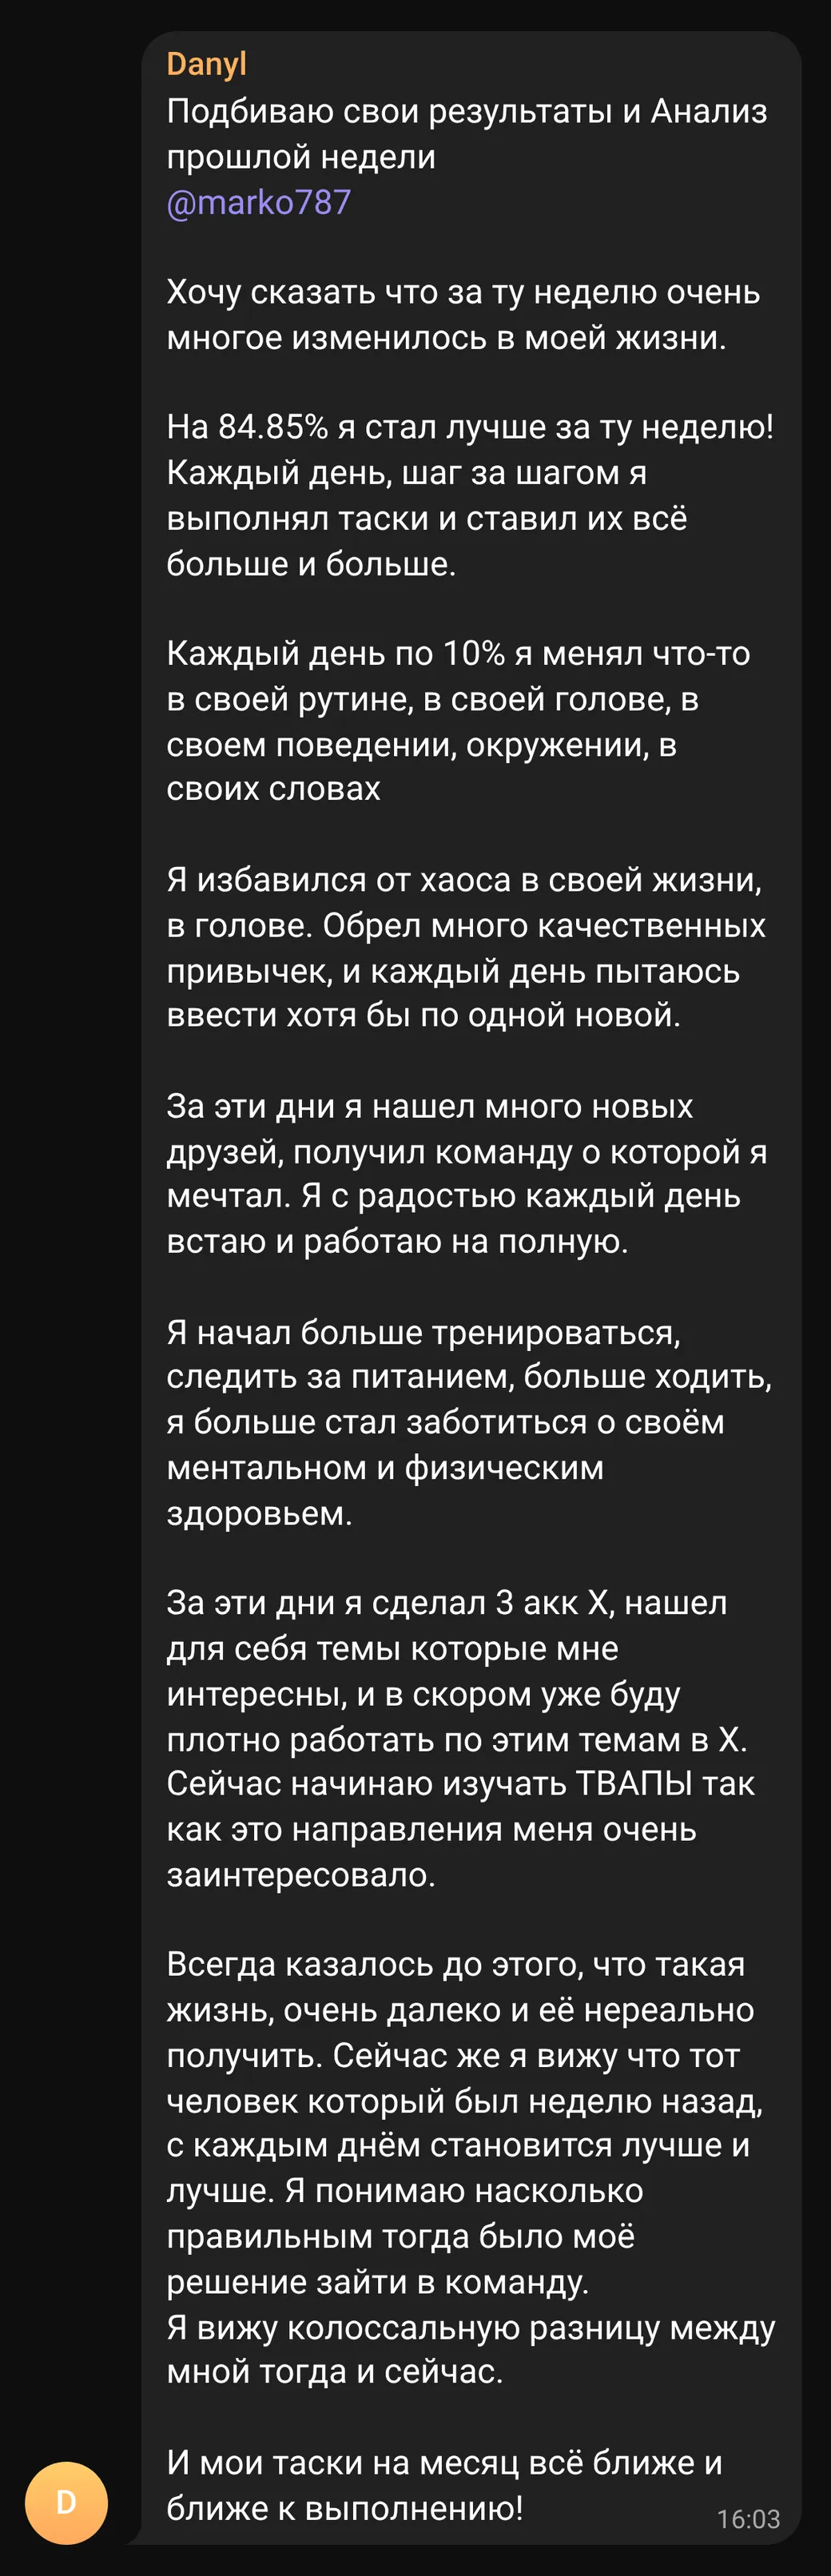 Danyl
Подбиваю свои результаты и Анализ
прошлой недели
@marko787
Хочу сказать что за ту неделю очень
многое изменилось в моей жизни.
На 84.85% я стал лучше за ту неделю!
Каждый день, шаг за шагом я
выполнял таски и ставил их всё
больше и больше.
Каждый день по 10% я менял что-то
в своей рутине, в своей голове, в
своем поведении, окружении, в
своих словах
Я избавился от хаоса в своей жизни,
в голове. Обрел много качественных
привычек, и каждый день пытаюсь
ввести хотя бы по одной новой.
За эти дни я нашел много новых
друзей, получил команду о которой я
мечтал. Я с радостью каждый день
встаю и работаю на полную.
Я начал больше тренироваться,
следить за питанием, больше ходить,
я больше стал заботиться о своём
ментальном и физическим
здоровьем.
За эти дни я сделал 3 акк X, нашел
для себя темы которые мне
интересны, и в скором уже буду
плотно работать по этим темам в X.
Сейчас начинаю изучать ТВАПЫ так
как это направления меня очень
заинтересовало.
Всегда казалось до этого, что такая
жизнь, очень далеко и её нереально
получить. Сейчас же я вижу что тот
человек который был неделю назад,
с каждым днём становится лучше и
лучше. Я понимаю насколько
правильным тогда было моё
решение зайти в команду.
Я вижу колоссальную разницу между
мной тогда и сейчас.
И мои таски на месяц всё ближе и
ближе к выполнению!
16:03
D